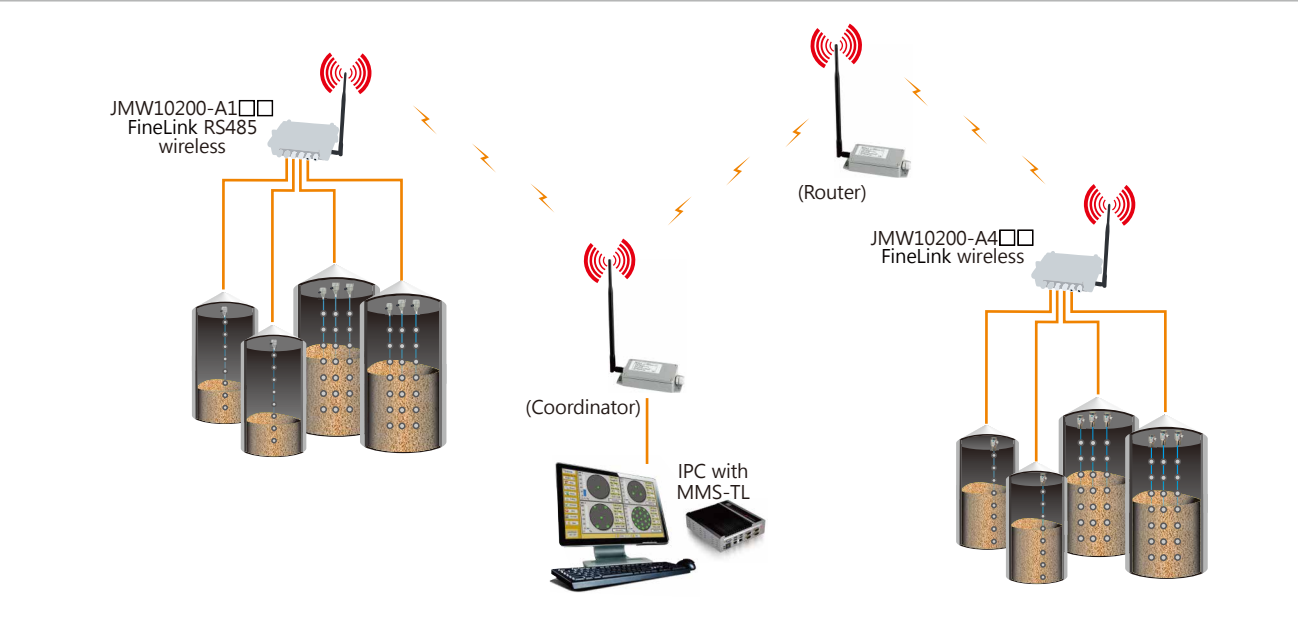 JMW10200-A1□□
FineLink RS485
wireless
(Router)
JMW10200-A4□□
FineLink wireless
(Coordinator)
IPC with
MMS-TL